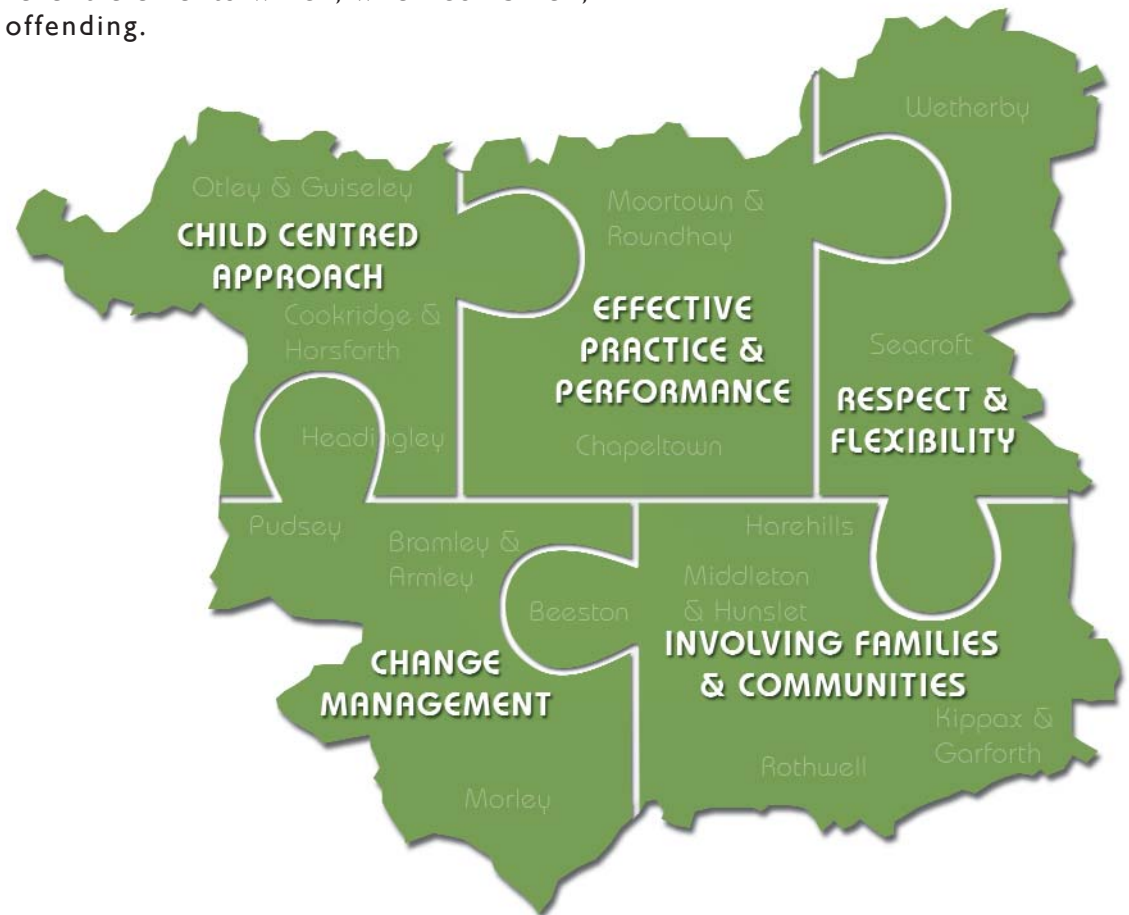 offending.
Wetherby
Otley & Guiseley
CHILD CENTRED
APPROACH
Cookridge &
Horsforth
Headingley
Moortown &
Roundhay
EFFECTIVE
PRACTICE &
PERFORMANCE
Chapeltown
Seacroft
RESPECT &
FLEXIBILITY
Pudsey
Bramley &
Armley
Beeston
CHANGE
MANAGEMENT
Morley
Harehills
Middleton
& Hunslet
INVOLVING FAMILIES
& COMMUNITIES
Kippax &
Garforth
Rothwell